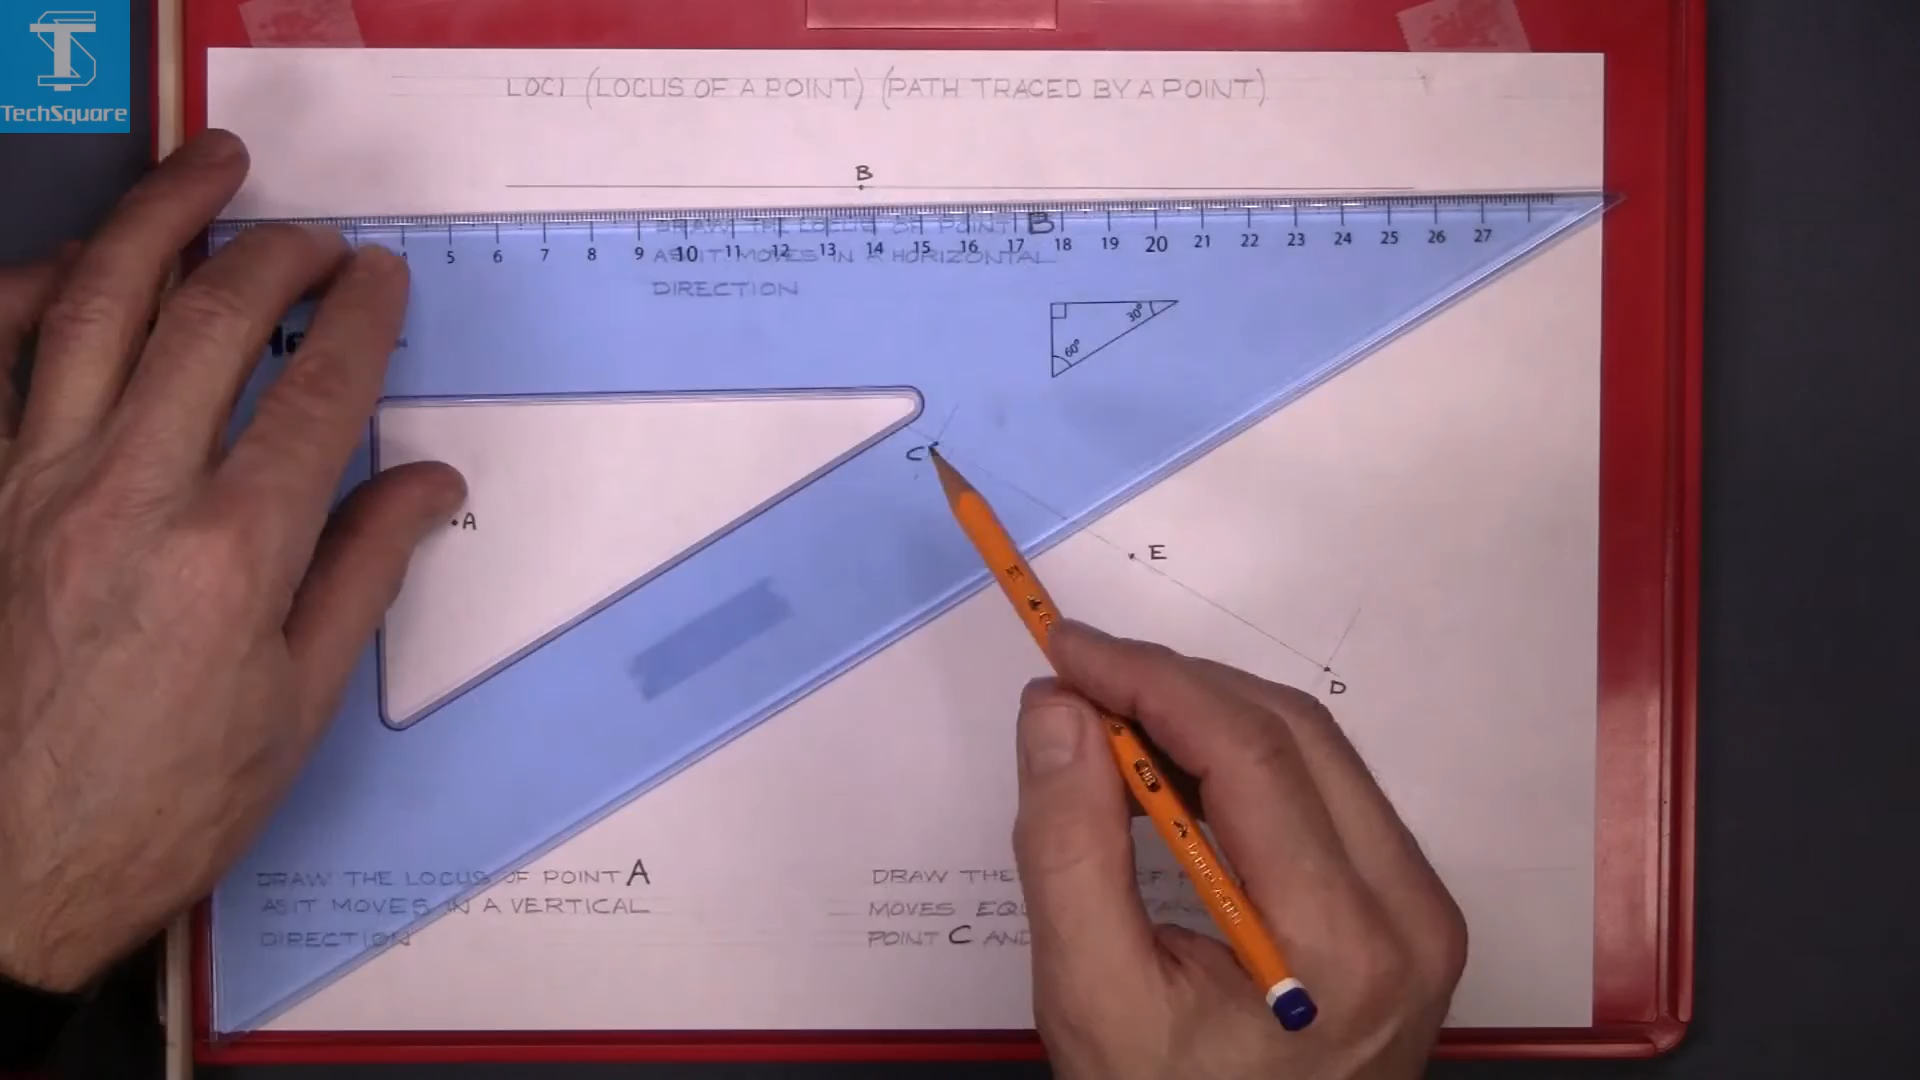 TS
TechSquare
LOCI (LOCUS OF A POINT) (PATH TRACED BY A POINT)
B
DRAW THE LOCUS OF POINT B
AS IT MOVES IN A HORIZONTAL
DIRECTION
4 5 6 7 8 9 10 11 12 13 14 15 16 17 18 19 20 21 22 23 24 25 26 27
30°
60°
C
A
E
D
DRAW THE LOCUS OF POINT A
AS IT MOVES IN A VERTICAL
DIRECTION
DRAW THE
MOVES
POINT C AND